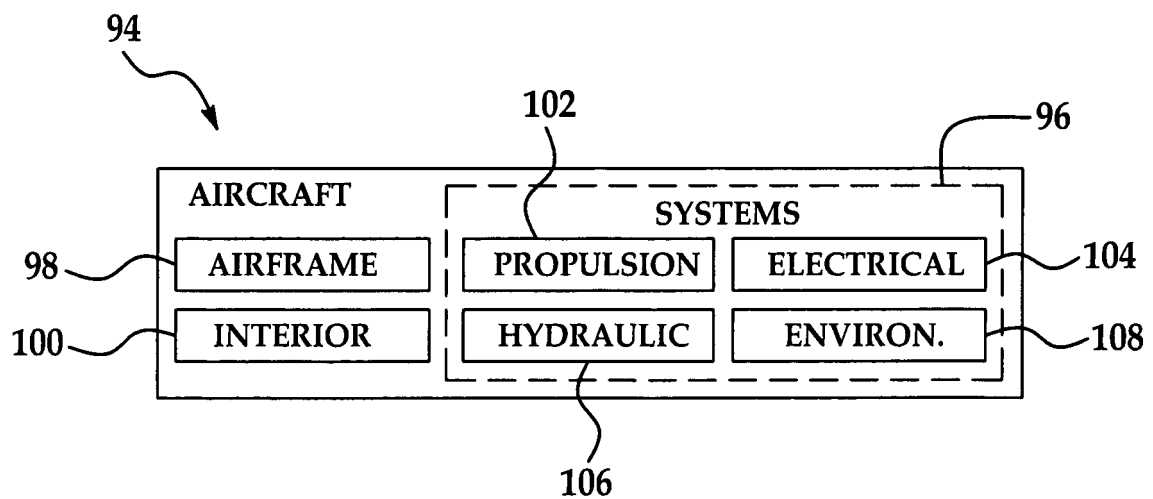 94
102
96
AIRCRAFT
SYSTEMS
98
AIRFRAME
PROPULSION
ELECTRICAL
104
100
INTERIOR
HYDRAULIC
ENVIRON.
108
106